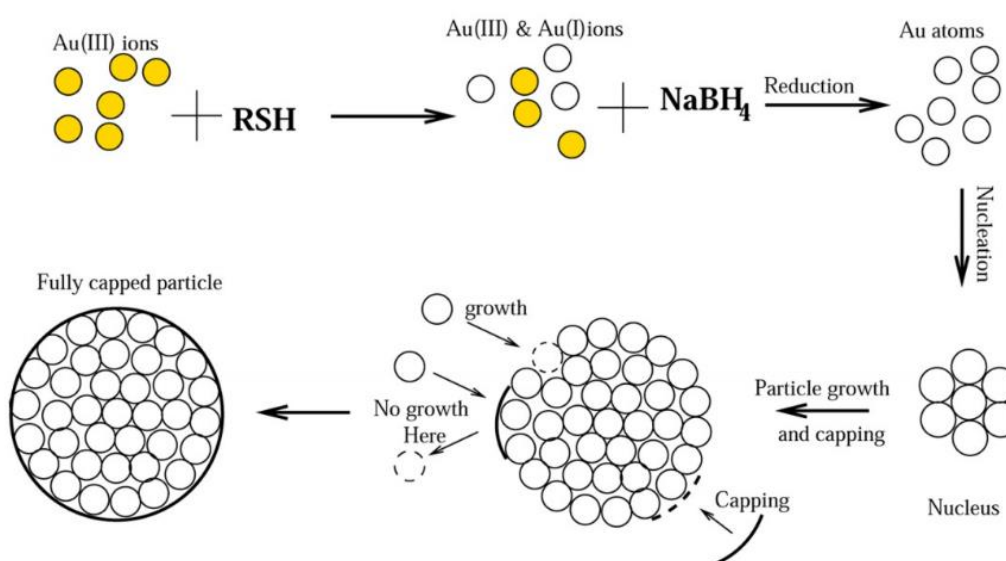 Au(III) ions
RSH
Au(III) & Au(I)ions
NaBH4
Reduction
Au atoms
Nucleation
Nucleus
Particle growth
and capping
growth
No growth
Here
Capping
Fully capped particle